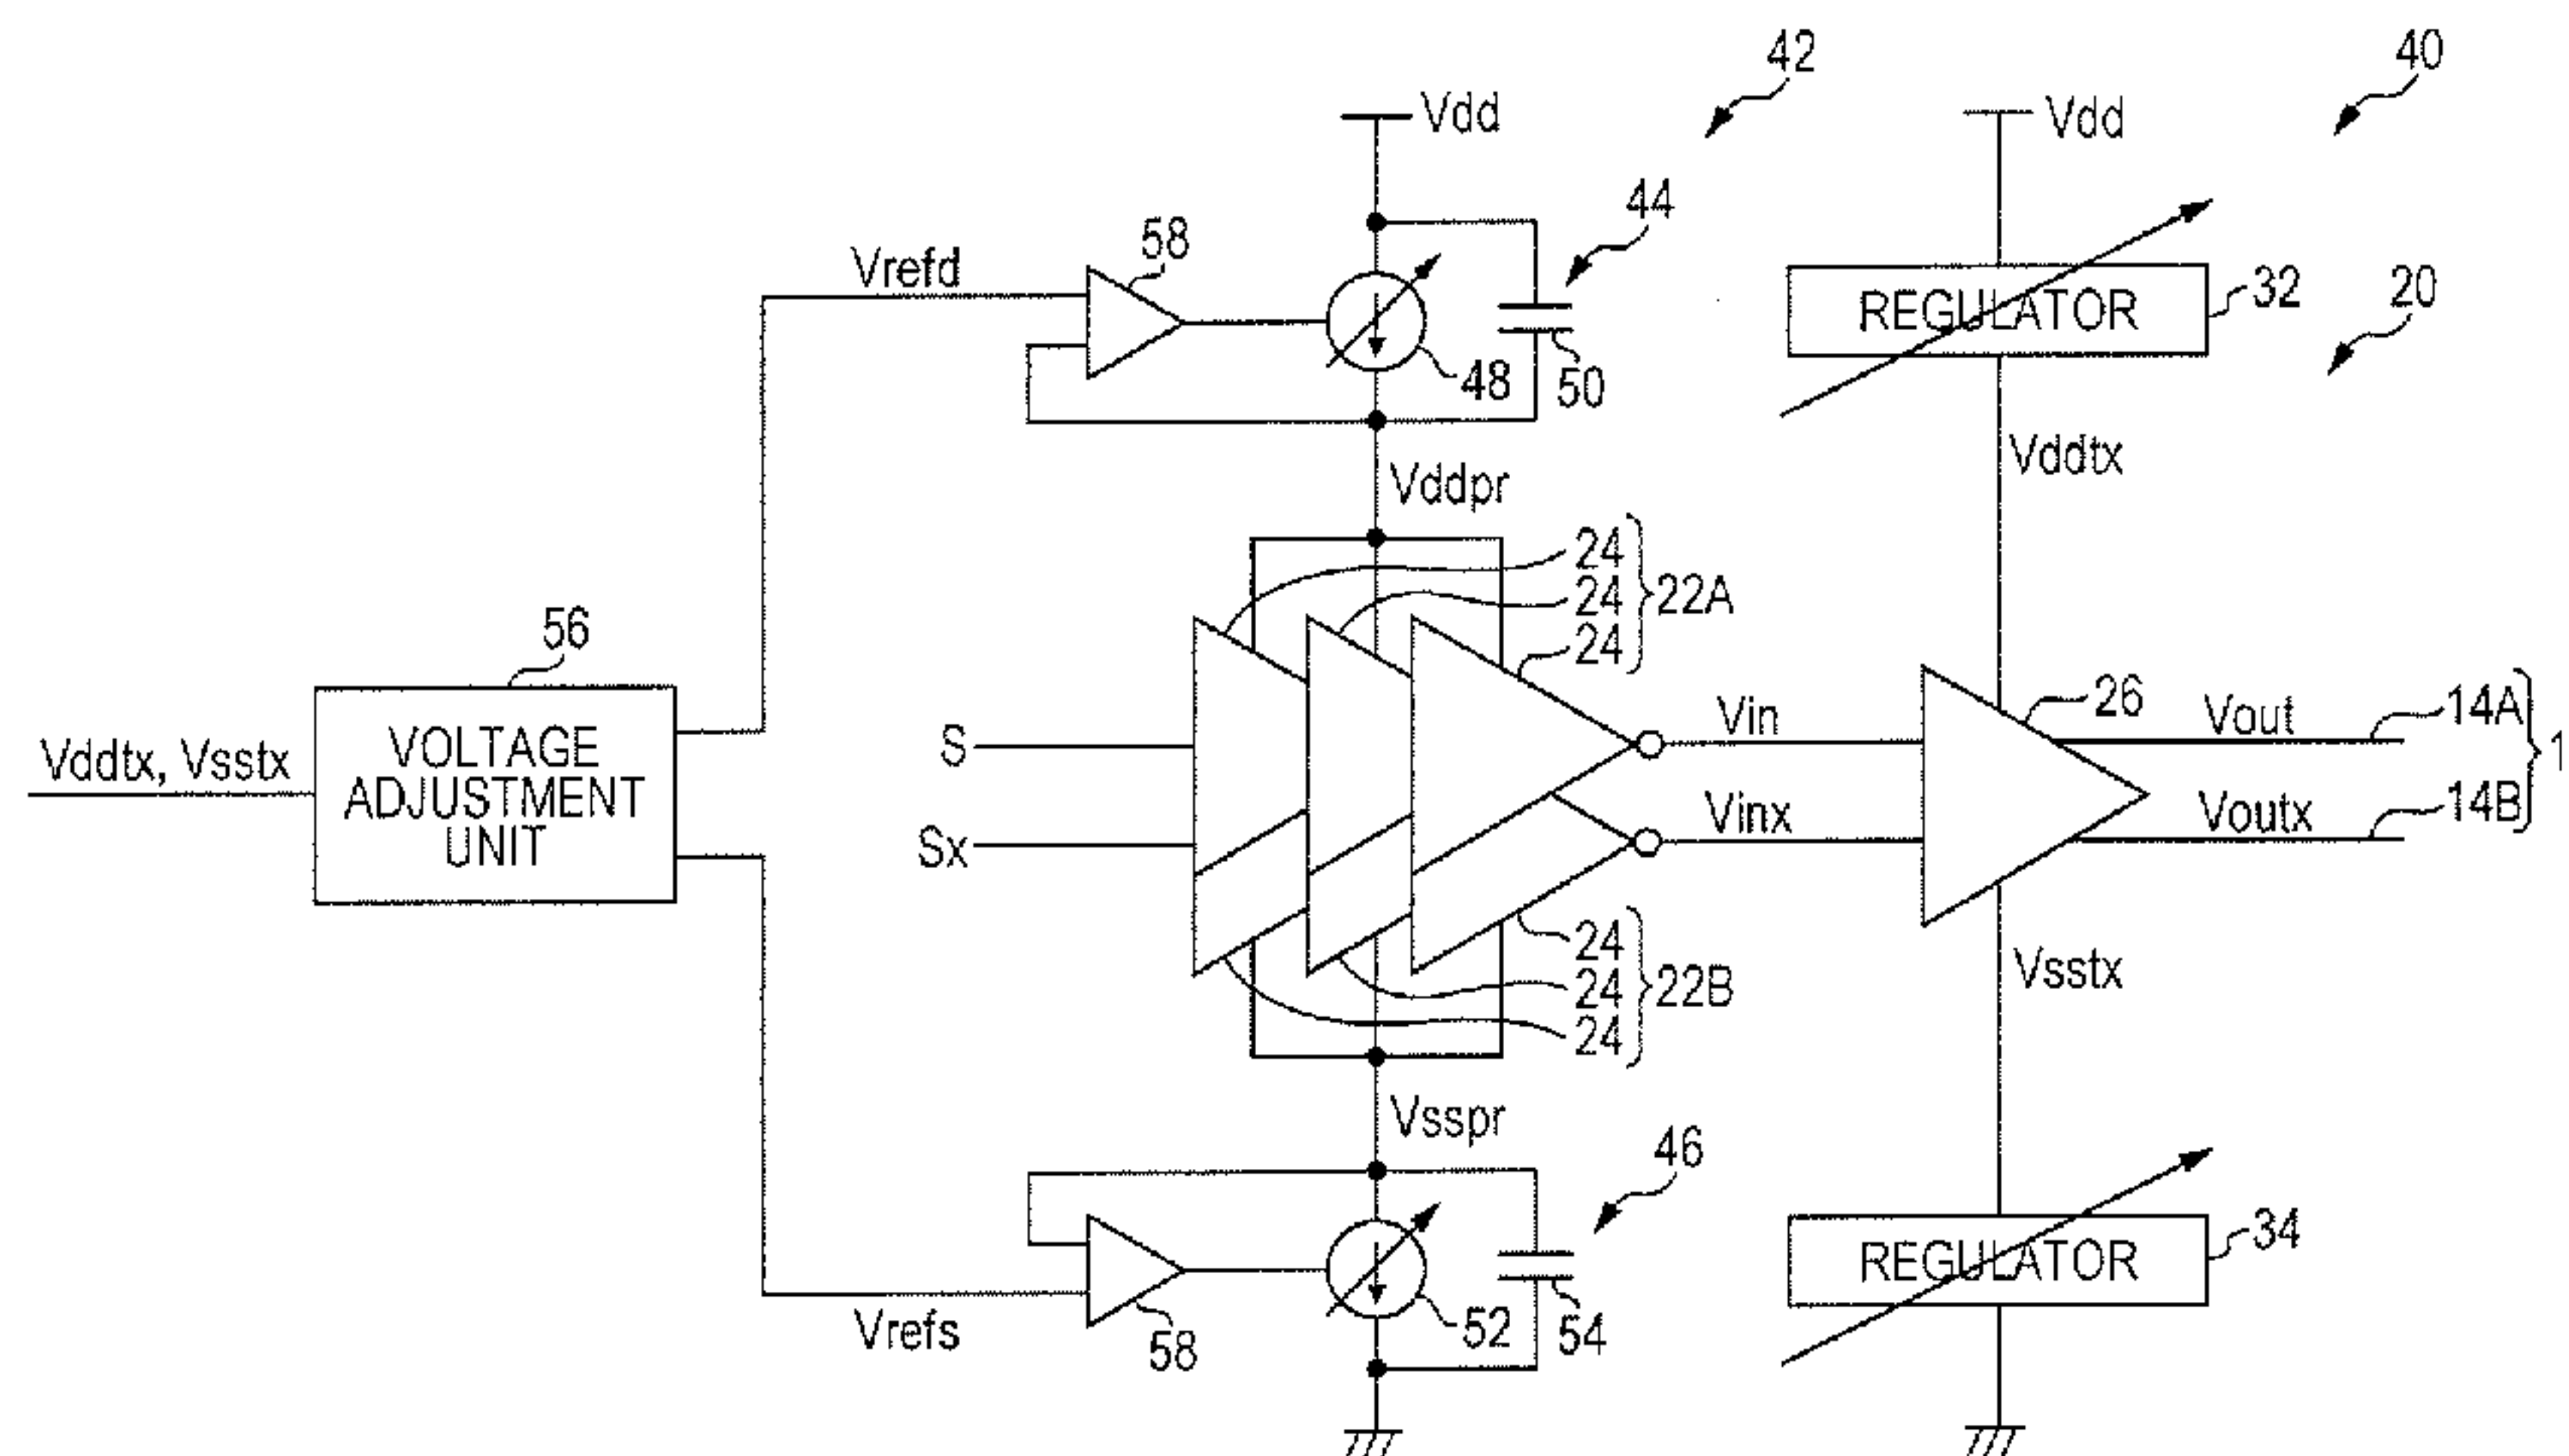 42
40
Vdd
Vdd
44
58
Vrefd
REGULATOR
32
20
48
50
Vddtx
Vddpr
24
24
24
22A
56
VOLTAGE
ADJUSTMENT
UNIT
Vddtx, Vsstx
S
Sx
Vin
Vinx
26
Vout
14A
Voutx
14B
1
24
24
24
22B
Vsstx
Vsspr
46
REGULATOR
34
Vrefs
58
52
54